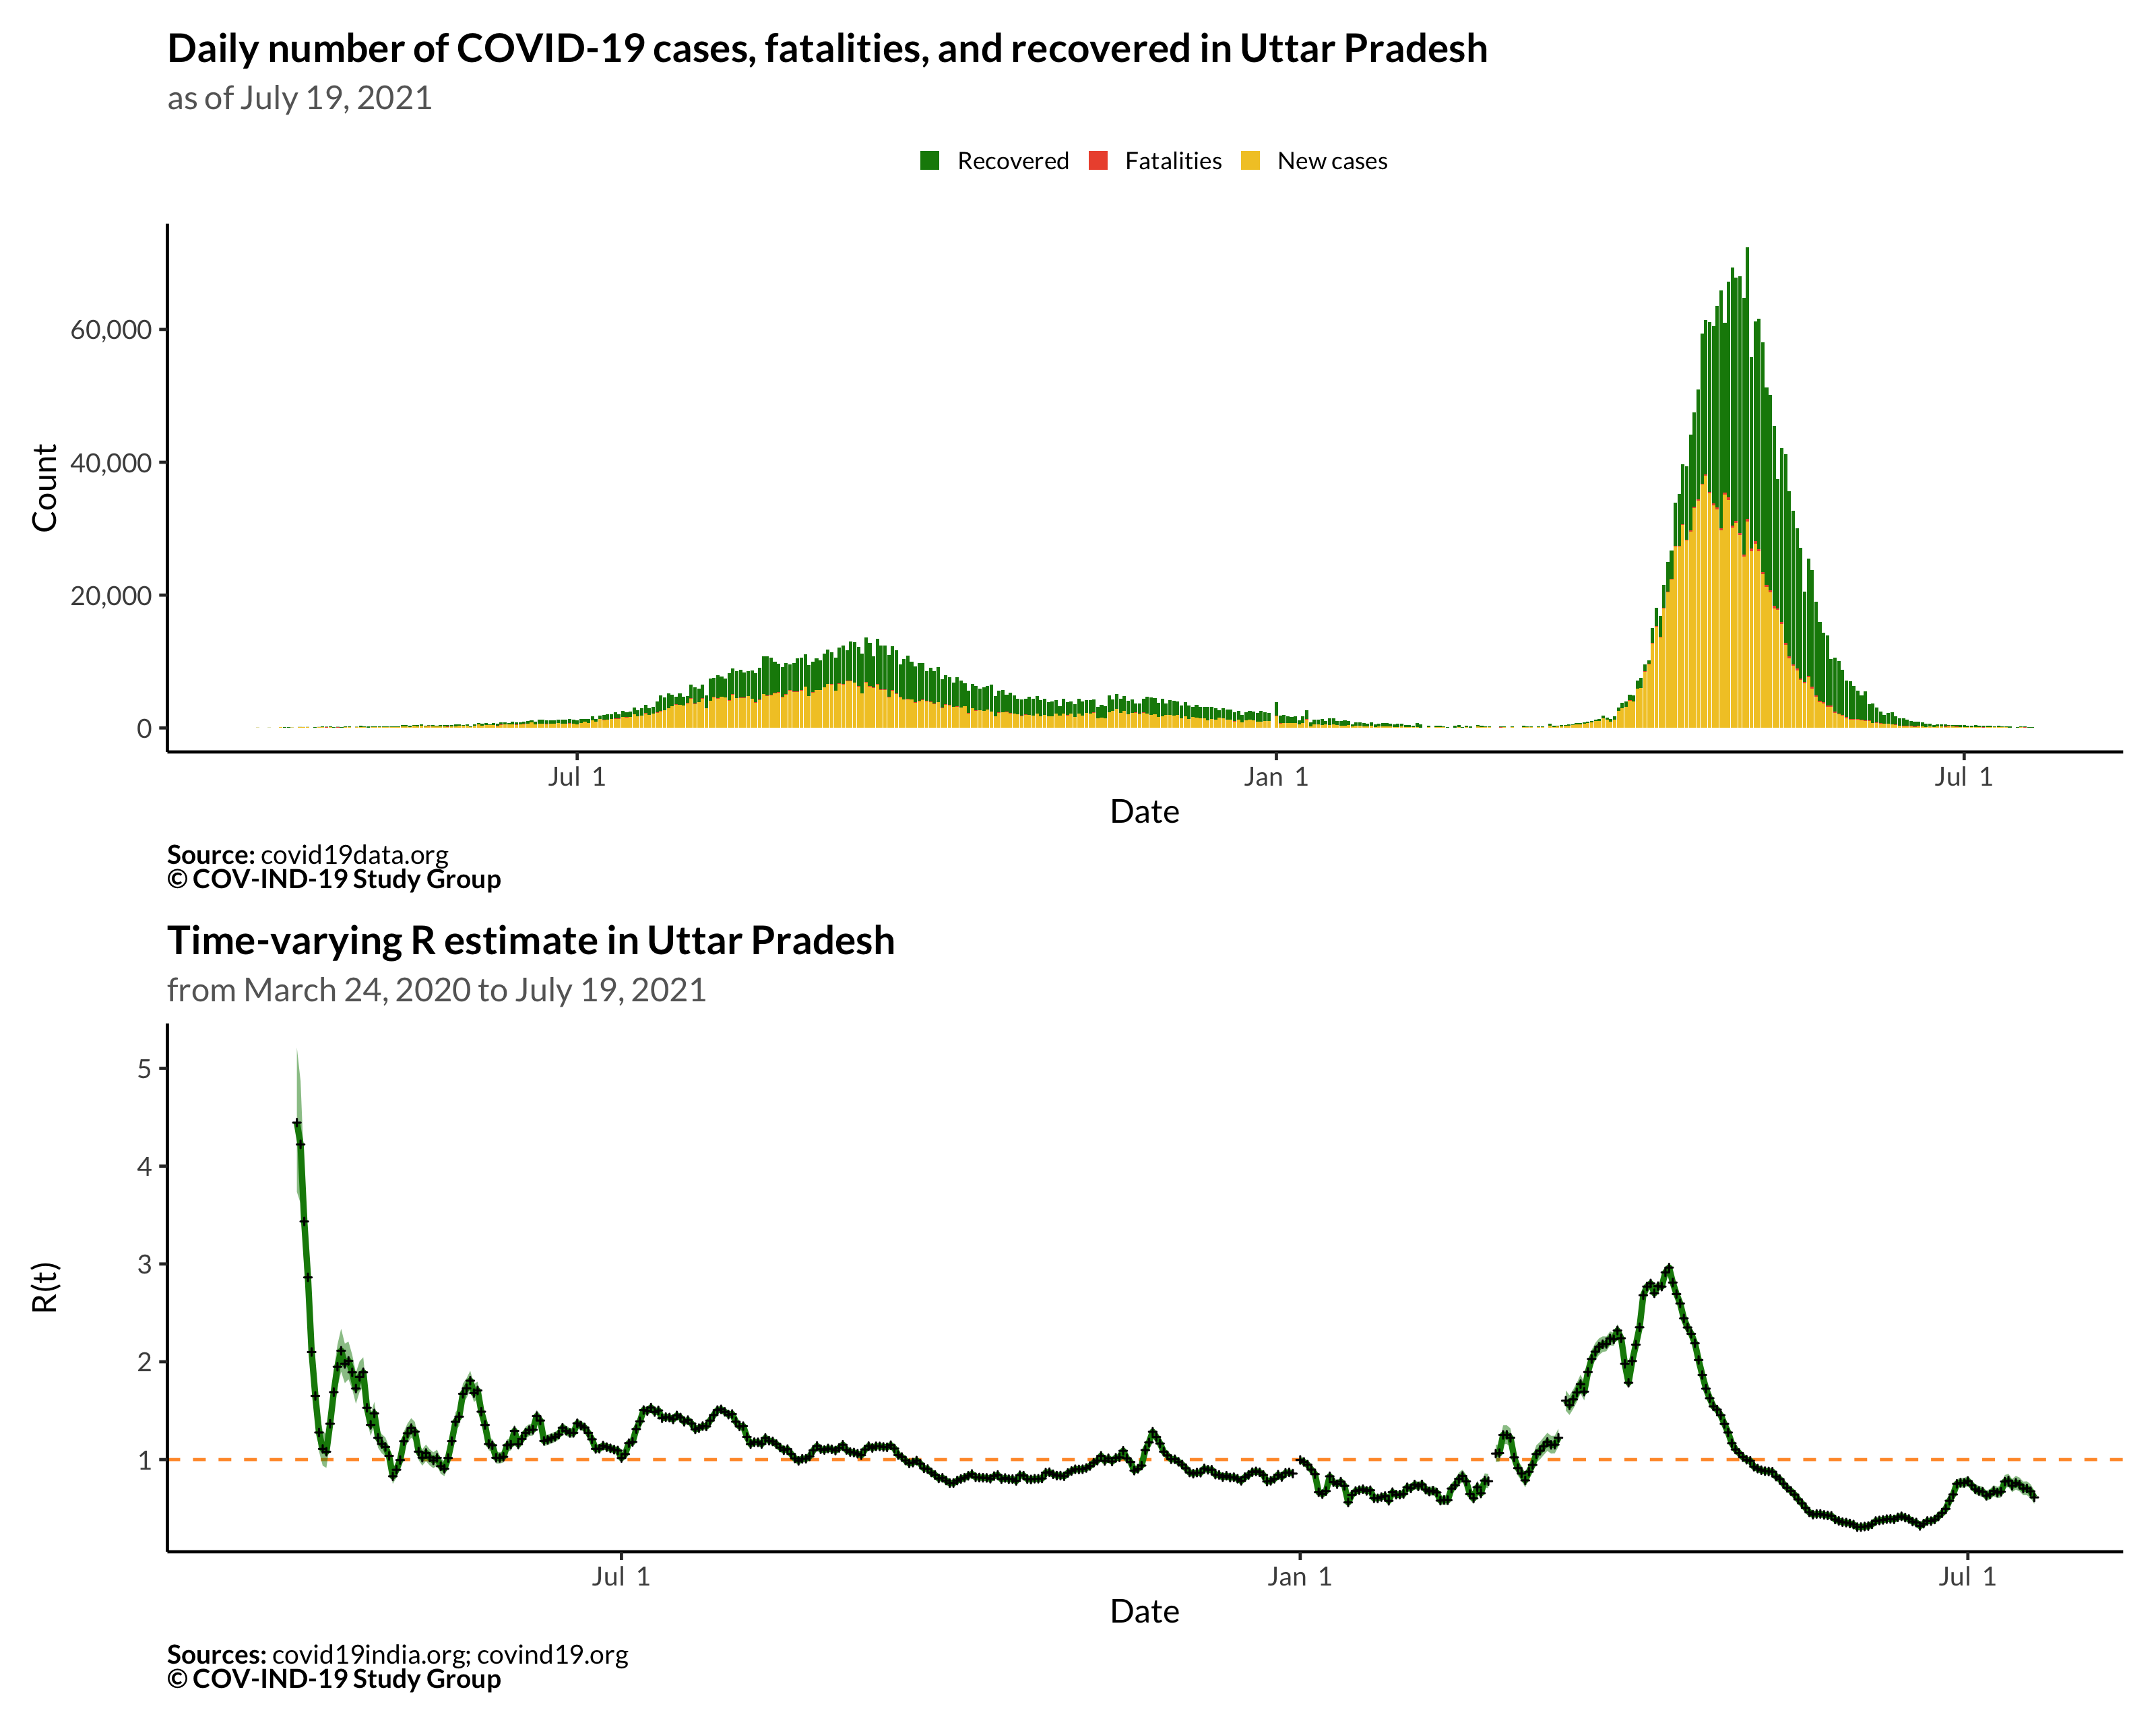 Daily number of COVID-19 cases, fatalities, and recovered in Uttar Pradesh
as of July 19, 2021
Recovered Fatalities New cases
60,000
40,000
20,000
0
Count
Jul 1 Jan 1 Jul 1
Date
Source: covid19data.org
© COV-IND-19 Study Group
Time-varying R estimate in Uttar Pradesh
from March 24, 2020 to July 19, 2021
5
4
3
2
1
R(t)
Jul 1 Jan 1 Jul 1
Date
Sources: covid19india.org; covind19.org
© COV-IND-19 Study Group